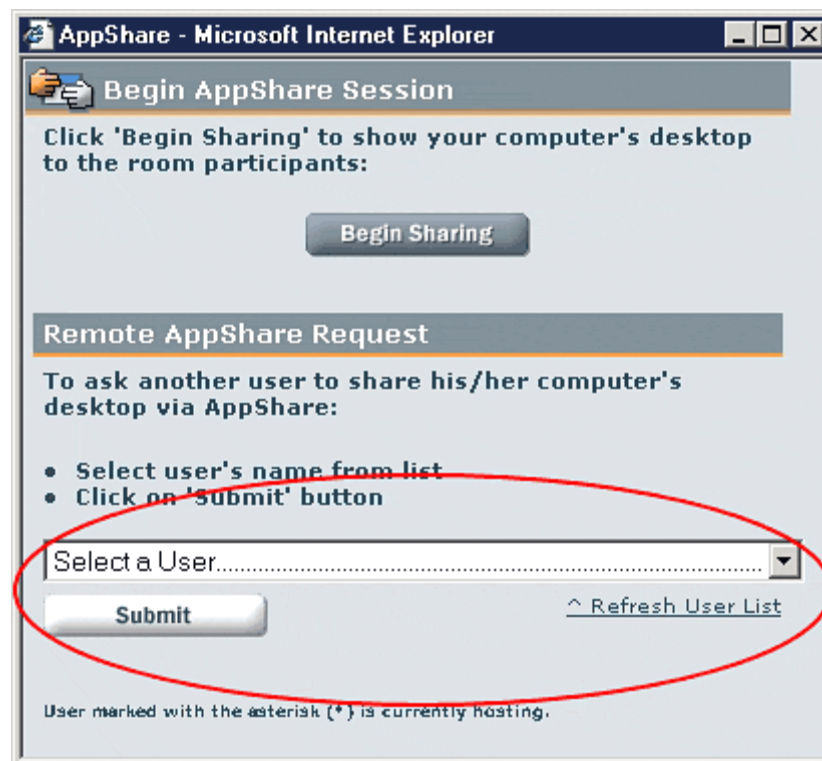 AppShare - Microsoft Internet Explorer
Begin AppShare Session
Click 'Begin Sharing' to show your computer's desktop
to the room participants:
Begin Sharing
Remote AppShare Request
To ask another user to share his/her computer's
desktop via AppShare:
• Select user's name from list
• Click on 'Submit' button
Select a User................................................................................
Submit
^ Refresh User List
User marked with the asterisk (*) is currently hosting.